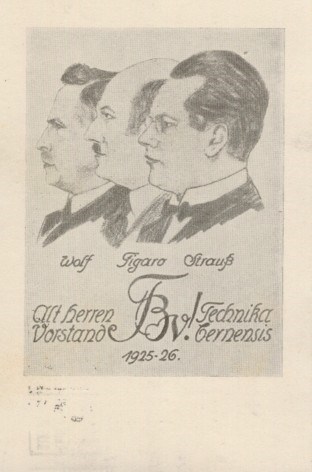 Wolf Figaro Strauß
Alt Herren Technika
Vorstand Bernensis
1925-26.